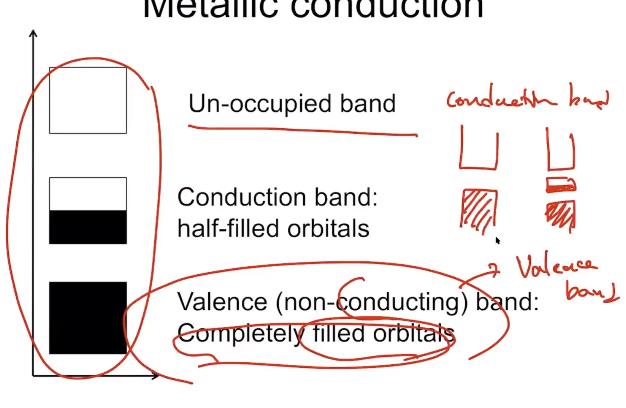 Metallic conduction
Un-occupied band
Conduction band
Conduction band:
half-filled orbitals
Valence (non-conducting) band:
Completely filled orbitals
Valence
band